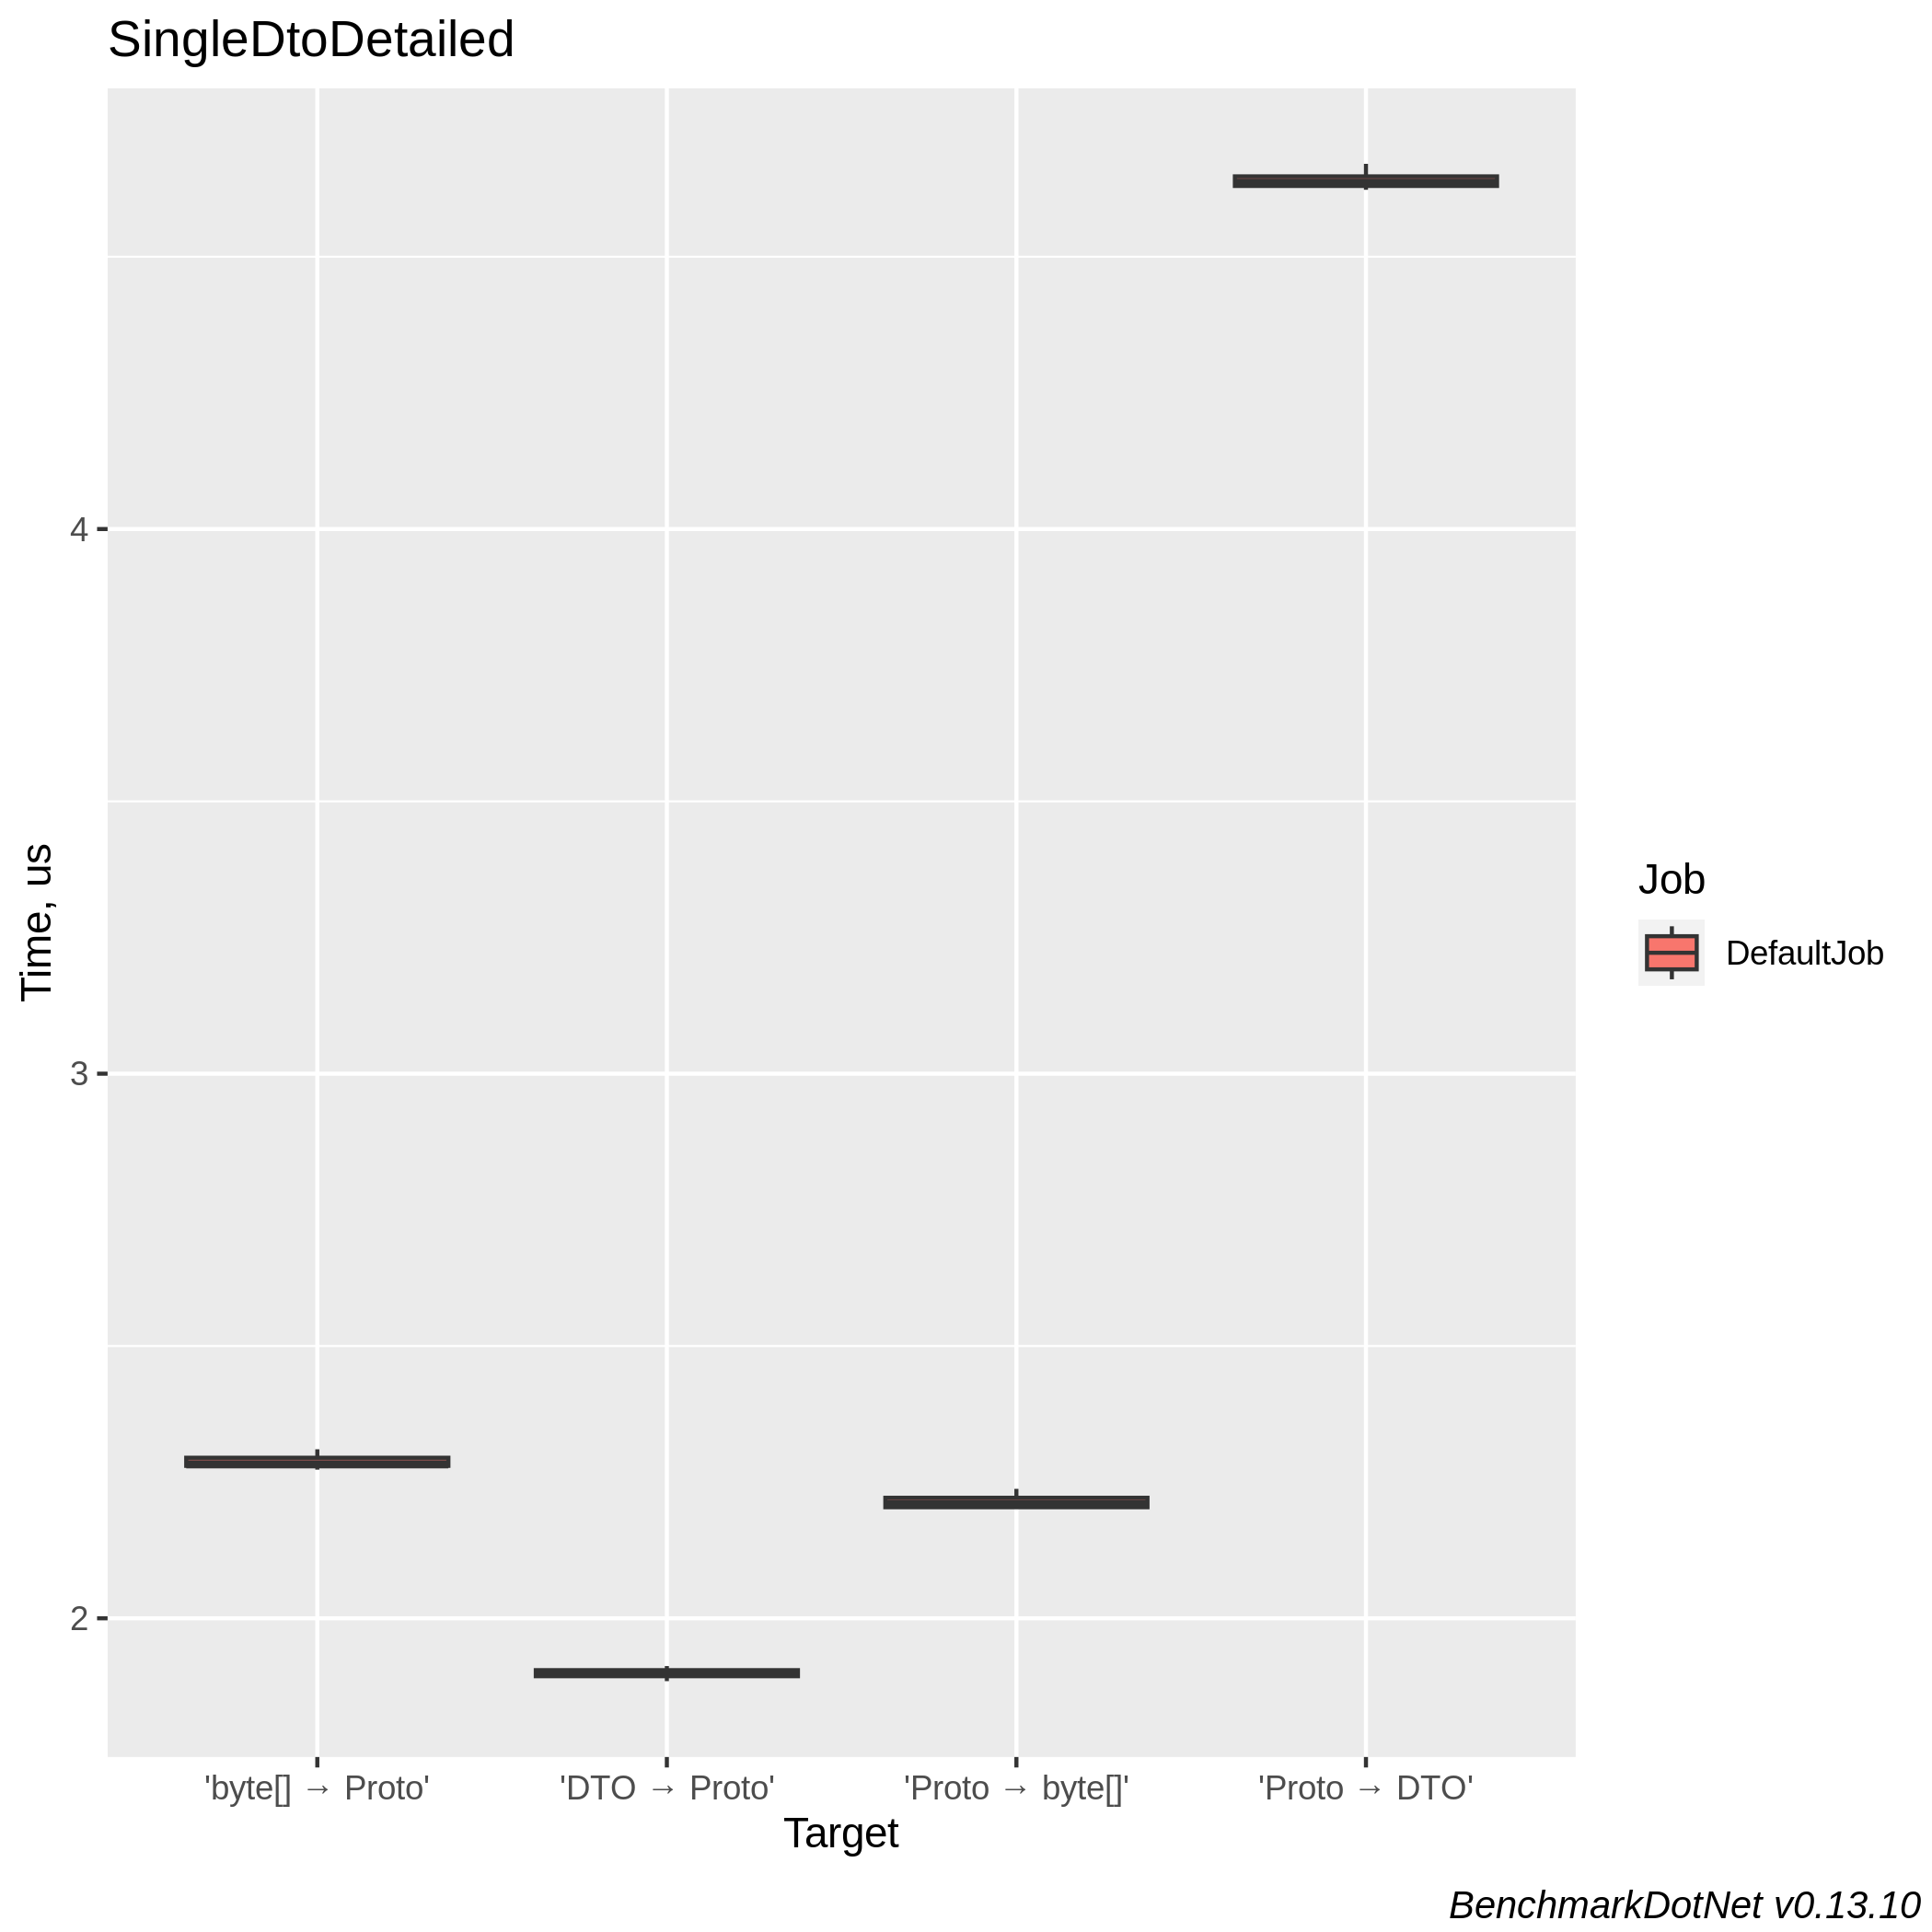 SingleDtoDetailed
Time, us
4
3
2
'byte[] → Proto'
'DTO → Proto'
'Proto → byte[]'
'Proto → DTO'
Target
Job
DefaultJob
BenchmarkDotNet v0.13.10